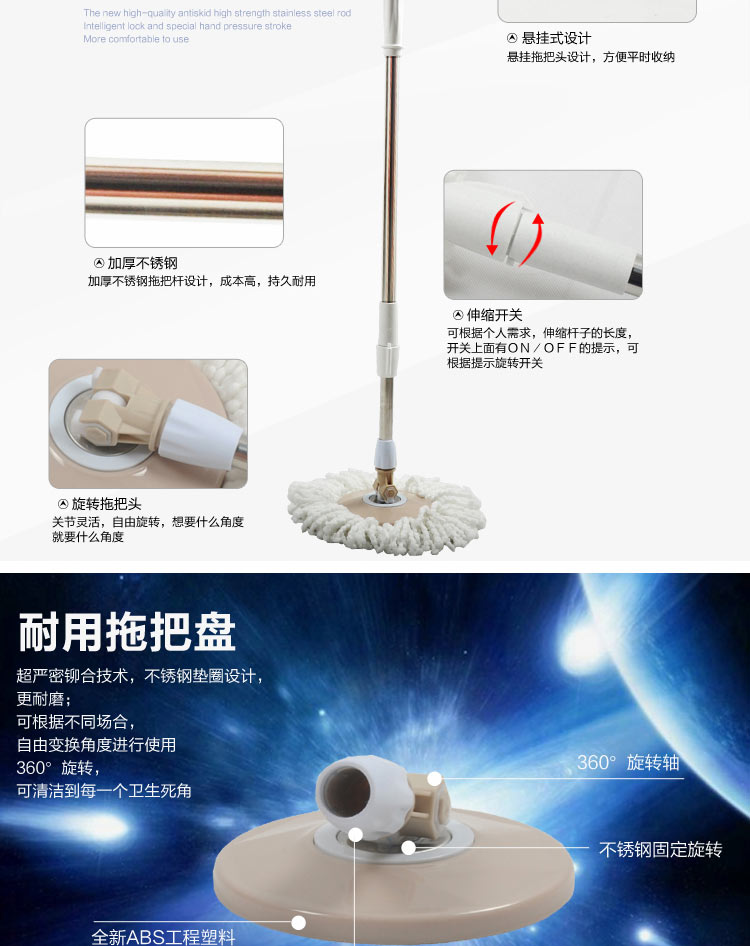 The new high-quality antiskid high strength stainless steel rod
Intelligent lock and special hand pressure stroke
More comfortable to use
悬挂式设计
悬挂拖把头设计，方便平时收纳
加厚不锈钢
加厚不锈钢拖把杆设计，成本高，持久耐用
伸缩开关
可根据个人需求，伸缩杆子的长度，
开关上面有ON／OFF的提示，可
根据提示旋转开关
旋转拖把头
关节灵活，自由旋转，想要什么角度
就要什么角度
耐用拖把盘
超严密铆合技术，不锈钢垫圈设计，
更耐磨；
可根据不同场合，
自由变换角度进行使用
360°旋转，
可清洁到每一个卫生死角
360°旋转轴
不锈钢固定旋转
全新ABS工程塑料